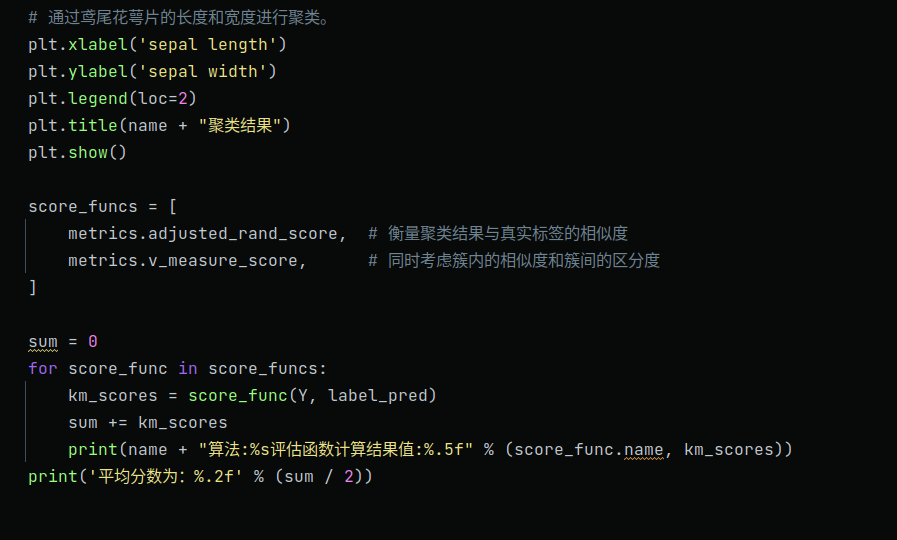 # 通过鸢尾花萼片的长度和宽度进行聚类。
plt.xlabel('sepal length')
plt.ylabel('sepal width')
plt.legend(loc=2)
plt.title(name + "聚类结果")
plt.show()
score_funcs = [
    metrics.adjusted_rand_score,  # 衡量聚类结果与真实标签的相似度
    metrics.v_measure_score,      # 同时考虑簇内的相似度和簇间的区分度
]
sum = 0
for score_func in score_funcs:
    km_scores = score_func(Y, label_pred)
    sum += km_scores
    print(name + "算法:%s评估函数计算结果值:%.5f" % (score_func.name, km_scores))
print('平均分数为：%.2f' % (sum / 2))